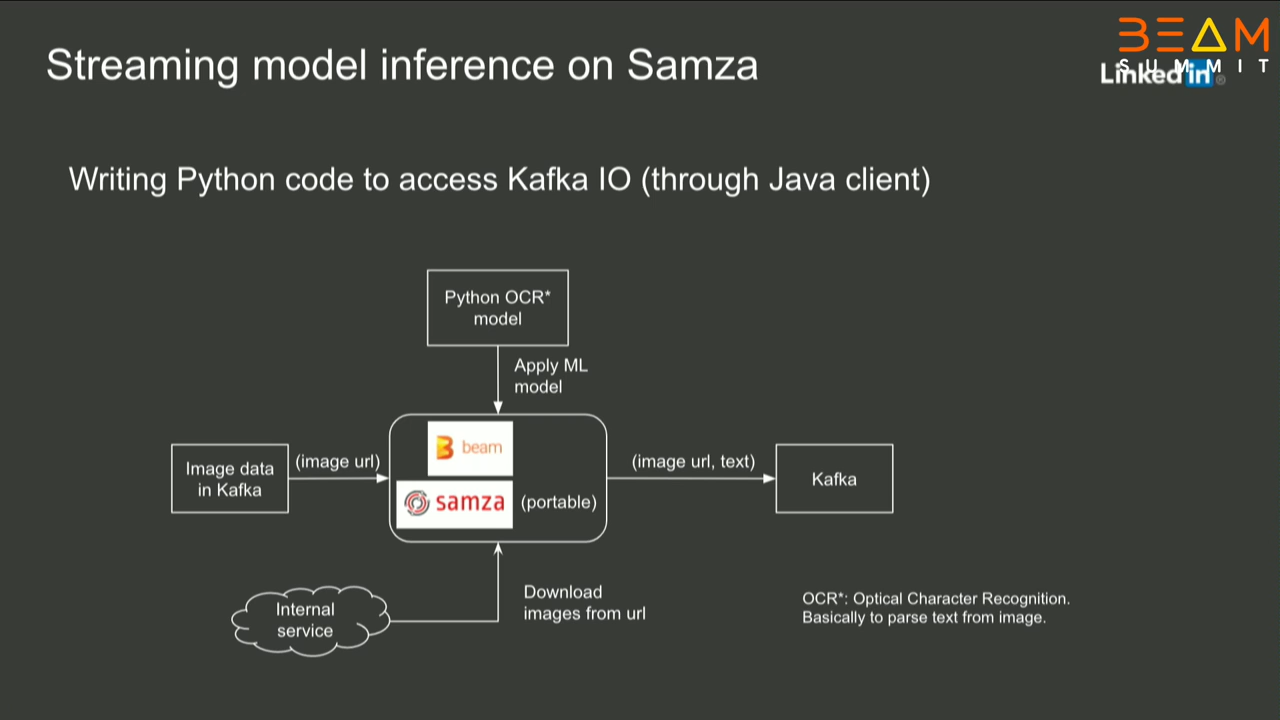 Streaming model inference on Samza
BEAM
SUMMIT
Linkedin
Writing Python code to access Kafka IO (through Java client)
Python OCR*
model
Apply ML
model
beam
samza
(portable)
Image data
in Kafka
(image url)
(image url, text)
Kafka
Internal
service
Download
images from url
OCR*: Optical Character Recognition.
Basically to parse text from image.